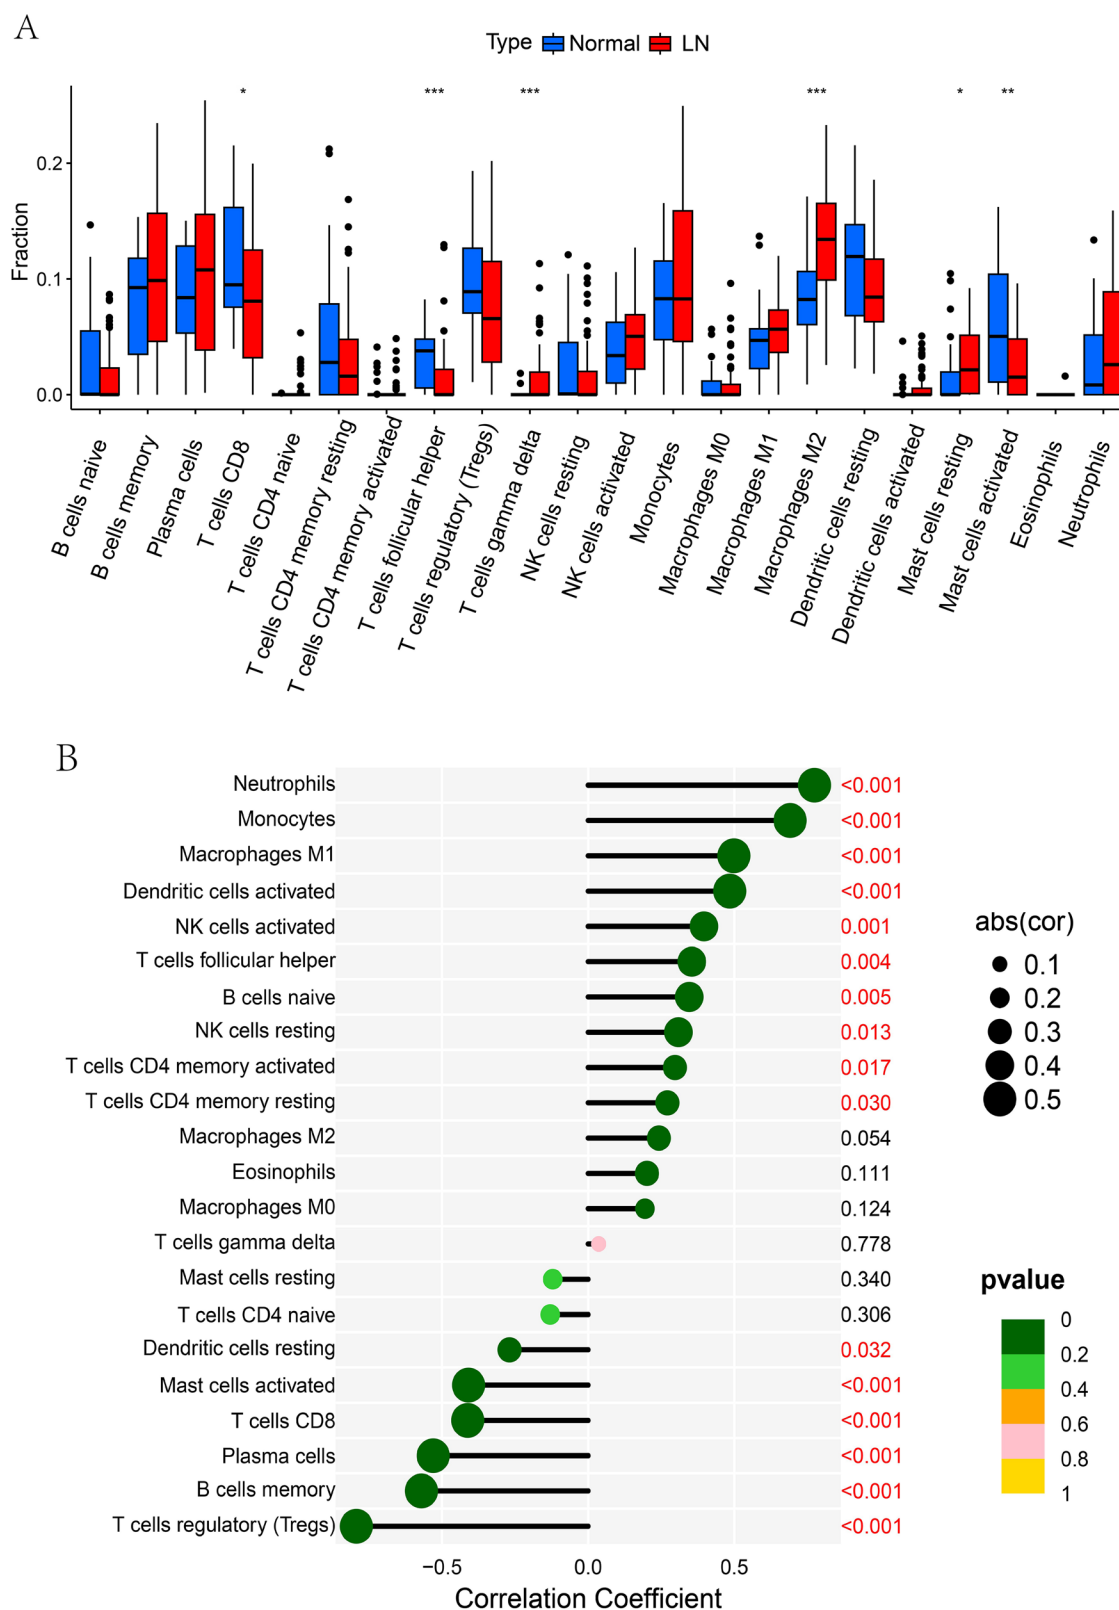 A
Type Normal LN
* *** *** *** * **
Fraction
0.2
0.1
0.0
B cells naive
B cells memory
Plasma cells
T cells CD8
T cells CD4 naive
T cells CD4 memory resting
T cells CD4 memory activated
T cells follicular helper
T cells regulatory (Tregs)
T cells gamma delta
NK cells resting
NK cells activated
Monocytes
Macrophages M0
Macrophages M1
Macrophages M2
Dendritic cells resting
Dendritic cells activated
Mast cells resting
Mast cells activated
Eosinophils
Neutrophils
B
Neutrophils <0.001
Monocytes <0.001
Macrophages M1 <0.001
Dendritic cells activated <0.001
NK cells activated 0.001
T cells follicular helper 0.004
B cells naive 0.005
NK cells resting 0.013
T cells CD4 memory activated 0.017
T cells CD4 memory resting 0.030
Macrophages M2 0.054
Eosinophils 0.111
Macrophages M0 0.124
T cells gamma delta 0.778
Mast cells resting 0.340
T cells CD4 naive 0.306
Dendritic cells resting 0.032
Mast cells activated <0.001
T cells CD8 <0.001
Plasma cells <0.001
B cells memory <0.001
T cells regulatory (Tregs) <0.001
−0.5 0.0 0.5
Correlation Coefficient
abs(cor)
0.1
0.2
0.3
0.4
0.5
pvalue
0
0.2
0.4
0.6
0.8
1